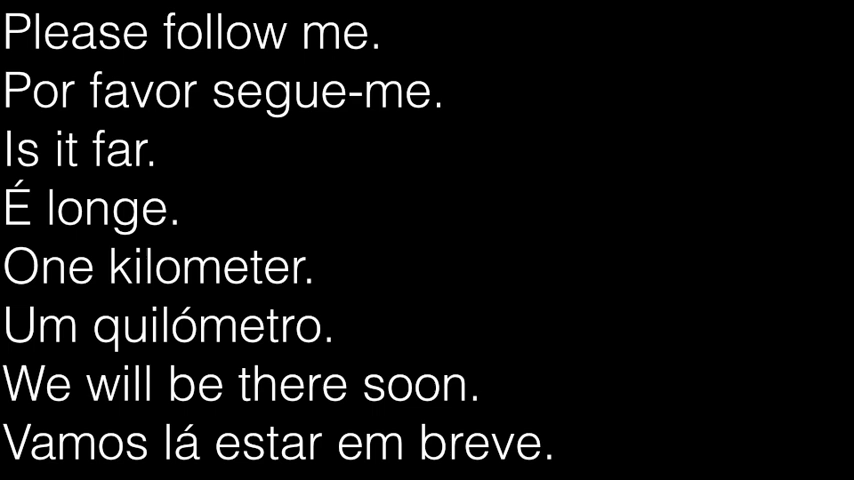 Please follow me.
Por favor segue-me.
Is it far.
É longe.
One kilometer.
Um quilómetro.
We will be there soon.
Vamos lá estar em breve.